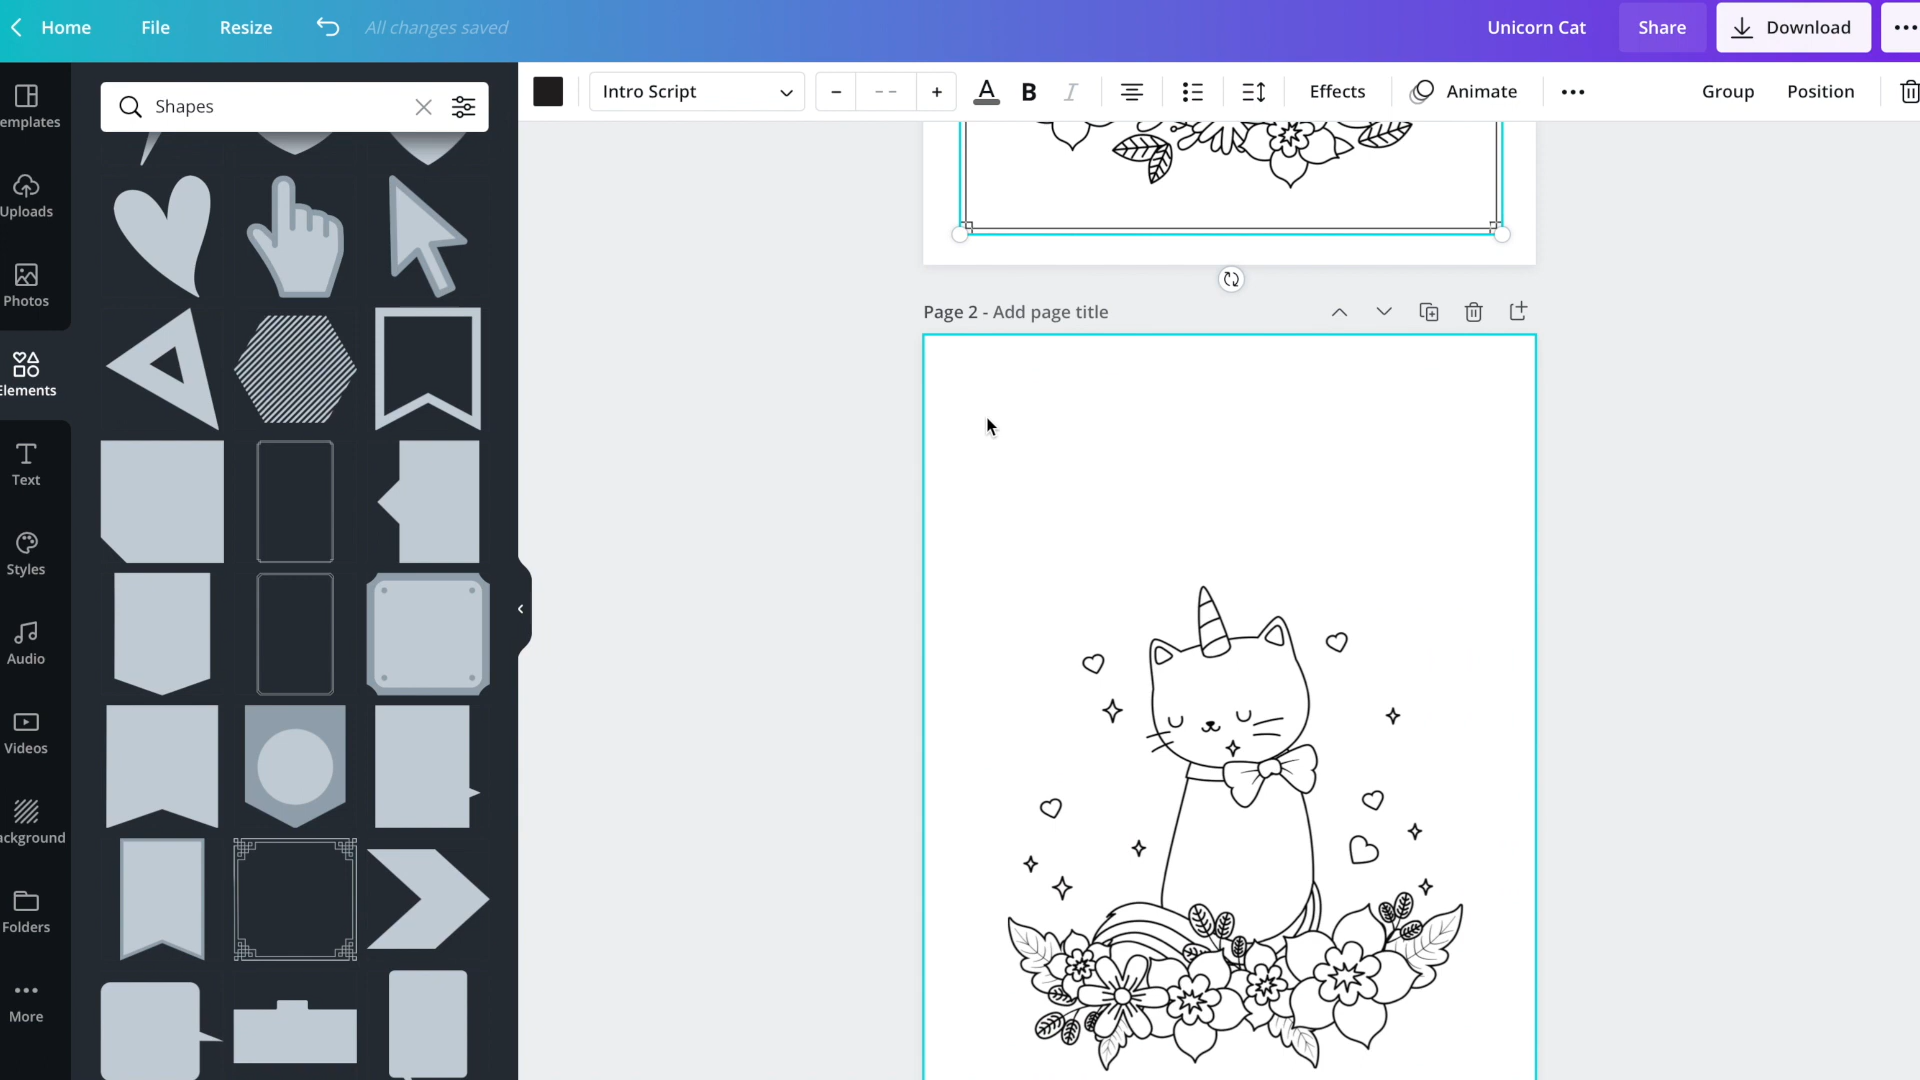 Home File Resize All changes saved Unicorn Cat Share Download
Shapes
Intro Script - -- + A B I Effects Animate Group Position
emplates
Uploads
Photos
Elements
Text
Styles
Audio
Videos
ackground
Folders
More
Page 2 - Add page title